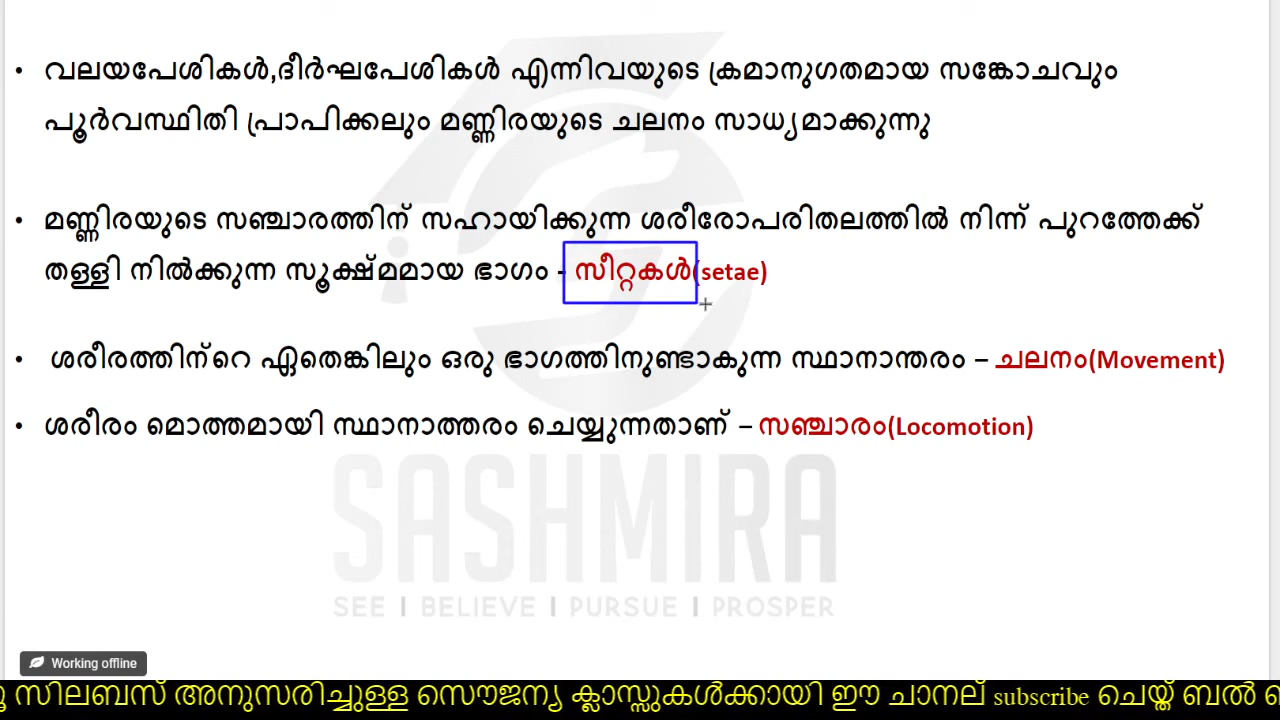 • വലയപേശികൾ,ദീർഘപേശികൾ എന്നിവയുടെ ക്രമാനുഗതമായ സങ്കോചവും
പൂർവസ്ഥിതി പ്രാപിക്കലും മണ്ണിരയുടെ ചലനം സാധ്യമാക്കുന്നു
• മണ്ണിരയുടെ സഞ്ചാരത്തിന് സഹായിക്കുന്ന ശരീരോപരിതലത്തിൽ നിന്ന് പുറത്തേക്ക്
തള്ളി നിൽക്കുന്ന സൂക്ഷ്മമായ ഭാഗം - സീറ്റകൾ(setae)
• ശരീരത്തിന്റെ ഏതെങ്കിലും ഒരു ഭാഗത്തിനുണ്ടാകുന്ന സ്ഥാനാന്തരം – ചലനം(Movement)
• ശരീരം മൊത്തമായി സ്ഥാനാത്തരം ചെയ്യുന്നതാണ് – സഞ്ചാരം(Locomotion)
SASHMIRA
SEE I BELIEVE I PURSUE I PROSPER
Working offline
സിലബസ് അനുസരിച്ചുള്ള സൌജന്യ ക്ലാസ്സുകൾക്കായി ഈ ചാനല് subscribe ചെയ്ത് ബൽ